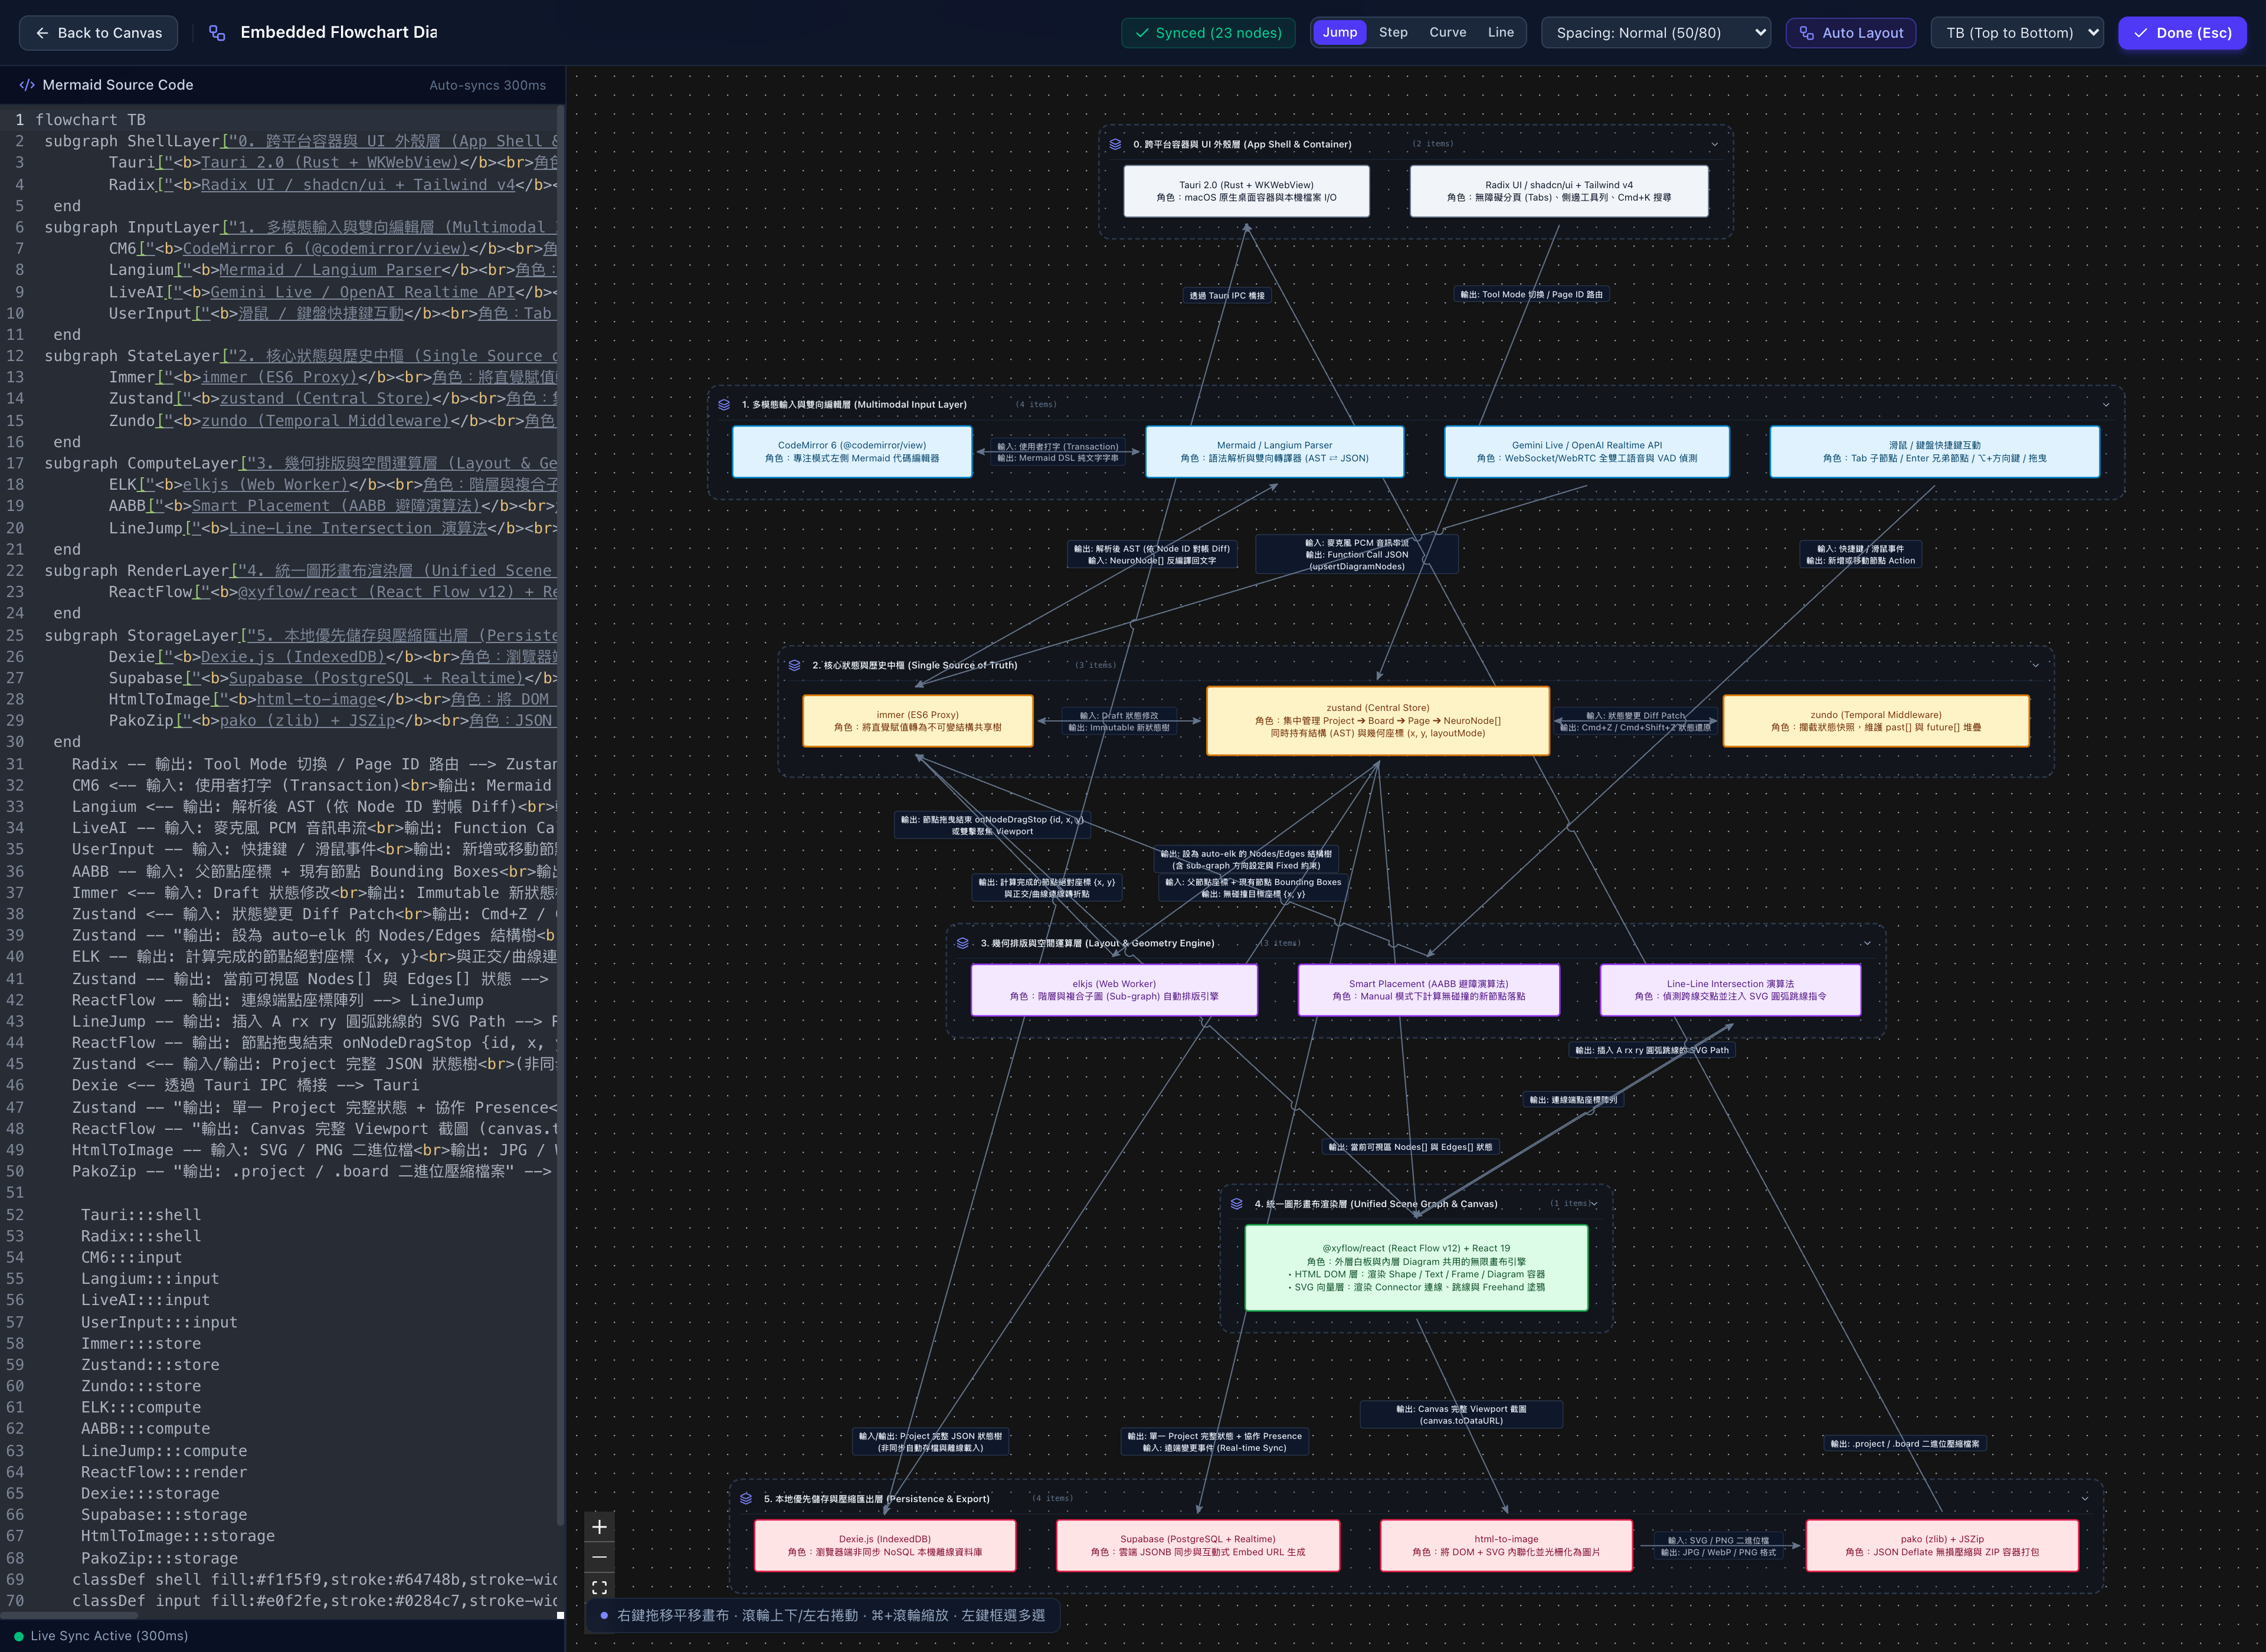 Back to Canvas
Embedded Flowchart Dia
Synced (23 nodes)
Jump
Step
Curve
Line
Spacing: Normal (50/80)
Auto Layout
TB (Top to Bottom)
Done (Esc)
Mermaid Source Code
Auto-syncs 300ms
1 flowchart TB
2 subgraph ShellLayer["0. 跨平台容器與 UI 外殼層 (App Shell &
3 Tauri["<b>Tauri 2.0 (Rust + WKWebView)</b><br>角色
4 Radix["<b>Radix UI / shadcn/ui + Tailwind v4</b><
5 end
6 subgraph InputLayer["1. 多模態輸入與雙向編輯層 (Multimodal
7 CM6["<b>CodeMirror 6 (@codemirror/view)</b><br>角
8 Langium["<b>Mermaid / Langium Parser</b><br>角色：
9 LiveAI["<b>Gemini Live / OpenAI Realtime API</b><
10 UserInput["<b>滑鼠 / 鍵盤快捷鍵互動</b><br>角色：Tab
11 end
12 subgraph StateLayer["2. 核心狀態與歷史中樞 (Single Source o
13 Immer["<b>immer (ES6 Proxy)</b><br>角色：將直覺賦值
14 Zustand["<b>zustand (Central Store)</b><br>角色：
15 Zundo["<b>zundo (Temporal Middleware)</b><br>角色
16 end
17 subgraph ComputeLayer["3. 幾何排版與空間運算層 (Layout & Ge
18 ELK["<b>elkjs (Web Worker)</b><br>角色：階層與複合子
19 AABB["<b>Smart Placement (AABB 避障演算法)</b><br>
20 LineJump["<b>Line-Line Intersection 演算法</b><br>
21 end
22 subgraph RenderLayer["4. 統一圖形畫布渲染層 (Unified Scene
23 ReactFlow["<b>@xyflow/react (React Flow v12) + Re
24 end
25 subgraph StorageLayer["5. 本地優先儲存與壓縮匯出層 (Persiste
26 Dexie["<b>Dexie.js (IndexedDB)</b><br>角色：瀏覽器
27 Supabase["<b>Supabase (PostgreSQL + Realtime)</b>
28 HtmlToImage["<b>html-to-image</b><br>角色：將 DOM
29 PakoZip["<b>pako (zlib) + JSZip</b><br>角色：JSON
30 end
31 Radix -- 輸出: Tool Mode 切換 / Page ID 路由 --> Zustan
32 CM6 <-- 輸入: 使用者打字 (Transaction)<br>輸出: Mermaid
33 Langium <-- 輸出: 解析後 AST (依 Node ID 對帳 Diff)<br>
34 LiveAI -- 輸入: 麥克風 PCM 音訊串流<br>輸出: Function Ca
35 UserInput -- 輸入: 快捷鍵 / 滑鼠事件<br>輸出: 新增或移動節
36 AABB -- 輸入: 父節點座標 + 現有節點 Bounding Boxes<br>輸
37 Immer <-- 輸入: Draft 狀態修改<br>輸出: Immutable 新狀態
38 Zustand <-- 輸入: 狀態變更 Diff Patch<br>輸出: Cmd+Z /
39 Zustand -- "輸出: 設為 auto-elk 的 Nodes/Edges 結構樹<b
40 ELK -- 輸出: 計算完成的節點絕對座標 {x, y}<br>與正交/曲線連
41 Zustand -- 輸出: 當前可視區 Nodes[] 與 Edges[] 狀態 -->
42 ReactFlow -- 輸出: 連線端點座標陣列 --> LineJump
43 LineJump -- 輸出: 插入 A rx ry 圓弧跳線的 SVG Path --> R
44 ReactFlow -- 輸出: 節點拖曳結束 onNodeDragStop {id, x, y
45 Zustand <-- 輸入/輸出: Project 完整 JSON 狀態樹<br>(非同
46 Dexie <-- 透過 Tauri IPC 橋接 --> Tauri
47 Zustand -- "輸出: 單一 Project 完整狀態 + 協作 Presence<
48 ReactFlow -- "輸出: Canvas 完整 Viewport 截圖 (canvas.t
49 HtmlToImage -- 輸入: SVG / PNG 二進位檔<br>輸出: JPG / W
50 PakoZip -- "輸出: .project / .board 二進位壓縮檔案" -->
51
52 Tauri:::shell
53 Radix:::shell
54 CM6:::input
55 Langium:::input
56 LiveAI:::input
57 UserInput:::input
58 Immer:::store
59 Zustand:::store
60 Zundo:::store
61 ELK:::compute
62 AABB:::compute
63 LineJump:::compute
64 ReactFlow:::render
65 Dexie:::storage
66 Supabase:::storage
67 HtmlToImage:::storage
68 PakoZip:::storage
69 classDef shell fill:#f1f5f9,stroke:#64748b,stroke-wid
70 classDef input fill:#e0f2fe,stroke:#0284c7,stroke-wid
Live Sync Active (300ms)
0. 跨平台容器與 UI 外殼層 (App Shell & Container)
(2 items)
Tauri 2.0 (Rust + WKWebView)
角色：macOS 原生桌面容器與本機檔案 I/O
Radix UI / shadcn/ui + Tailwind v4
角色：無障礙分頁 (Tabs)、側邊工具列、Cmd+K 搜尋
透過 Tauri IPC 橋接
輸出: Tool Mode 切換 / Page ID 路由
1. 多模態輸入與雙向編輯層 (Multimodal Input Layer)
(4 items)
CodeMirror 6 (@codemirror/view)
角色：專注模式左側 Mermaid 代碼編輯器
輸入: 使用者打字 (Transaction)
輸出: Mermaid DSL 純文字字串
Mermaid / Langium Parser
角色：語法解析與雙向轉譯器 (AST ⇌ JSON)
Gemini Live / OpenAI Realtime API
角色：WebSocket/WebRTC 全雙工語音與 VAD 偵測
滑鼠 / 鍵盤快捷鍵互動
角色：Tab 子節點 / Enter 兄弟節點 / ⌥+方向鍵 / 拖曳
輸出: 解析後 AST (依 Node ID 對帳 Diff)
輸入: NeuroNode[] 反編譯回文字
輸入: 麥克風 PCM 音訊串流
輸出: Function Call JSON
(upsertDiagramNodes)
輸入: 快捷鍵 / 滑鼠事件
輸出: 新增或移動節點 Action
2. 核心狀態與歷史中樞 (Single Source of Truth)
(3 items)
immer (ES6 Proxy)
角色：將直覺賦值轉為不可變結構共享樹
輸入: Draft 狀態修改
輸出: Immutable 新狀態樹
zustand (Central Store)
角色：集中管理 Project ➔ Board ➔ Page ➔ NeuroNode[]
同時持有結構 (AST) 與幾何座標 (x, y, layoutMode)
輸入: 狀態變更 Diff Patch
輸出: Cmd+Z / Cmd+Shift+Z 狀態還原
zundo (Temporal Middleware)
角色：攔截狀態快照，維護 past[] 與 future[] 堆疊
輸出: 節點拖曳結束 onNodeDragStop {id, x, y}
或雙擊聚焦 Viewport
輸出: 設為 auto-elk 的 Nodes/Edges 結構樹
(含 sub-graph 方向設定與 Fixed 約束)
輸出: 計算完成的節點絕對座標 {x, y}
與正交/曲線連線轉折點
輸入: 父節點座標 + 現有節點 Bounding Boxes
輸出: 無碰撞目標座標 {x, y}
3. 幾何排版與空間運算層 (Layout & Geometry Engine)
(3 items)
elkjs (Web Worker)
角色：階層與複合子圖 (Sub-graph) 自動排版引擎
Smart Placement (AABB 避障演算法)
角色：Manual 模式下計算無碰撞的新節點落點
Line-Line Intersection 演算法
角色：偵測跨線交點並注入 SVG 圓弧跳線指令
輸出: 插入 A rx ry 圓弧跳線的 SVG Path
輸出: 連線端點座標陣列
輸出: 當前可視區 Nodes[] 與 Edges[] 狀態
4. 統一圖形畫布渲染層 (Unified Scene Graph & Canvas)
(1 items)
@xyflow/react (React Flow v12) + React 19
角色：外層白板與內層 Diagram 共用的無限畫布引擎
• HTML DOM 層：渲染 Shape / Text / Frame / Diagram 容器
• SVG 向量層：渲染 Connector 連線、跳線與 Freehand 塗鴉
輸出: Canvas 完整 Viewport 截圖
(canvas.toDataURL)
輸入/輸出: Project 完整 JSON 狀態樹
(非同步自動存檔與離線載入)
輸出: 單一 Project 完整狀態 + 協作 Presence
輸入: 遠端變更事件 (Real-time Sync)
輸出: .project / .board 二進位壓縮檔案
5. 本地優先儲存與壓縮匯出層 (Persistence & Export)
(4 items)
Dexie.js (IndexedDB)
角色：瀏覽器端非同步 NoSQL 本機離線資料庫
Supabase (PostgreSQL + Realtime)
角色：雲端 JSONB 同步與互動式 Embed URL 生成
html-to-image
角色：將 DOM + SVG 內聯化並光柵化為圖片
輸入: SVG / PNG 二進位檔
輸出: JPG / WebP / PNG 格式
pako (zlib) + JSZip
角色：JSON Deflate 無損壓縮與 ZIP 容器打包
右鍵拖移平移畫布 · 滾輪上下/左右捲動 · ⌘+滾輪縮放 · 左鍵框選多選